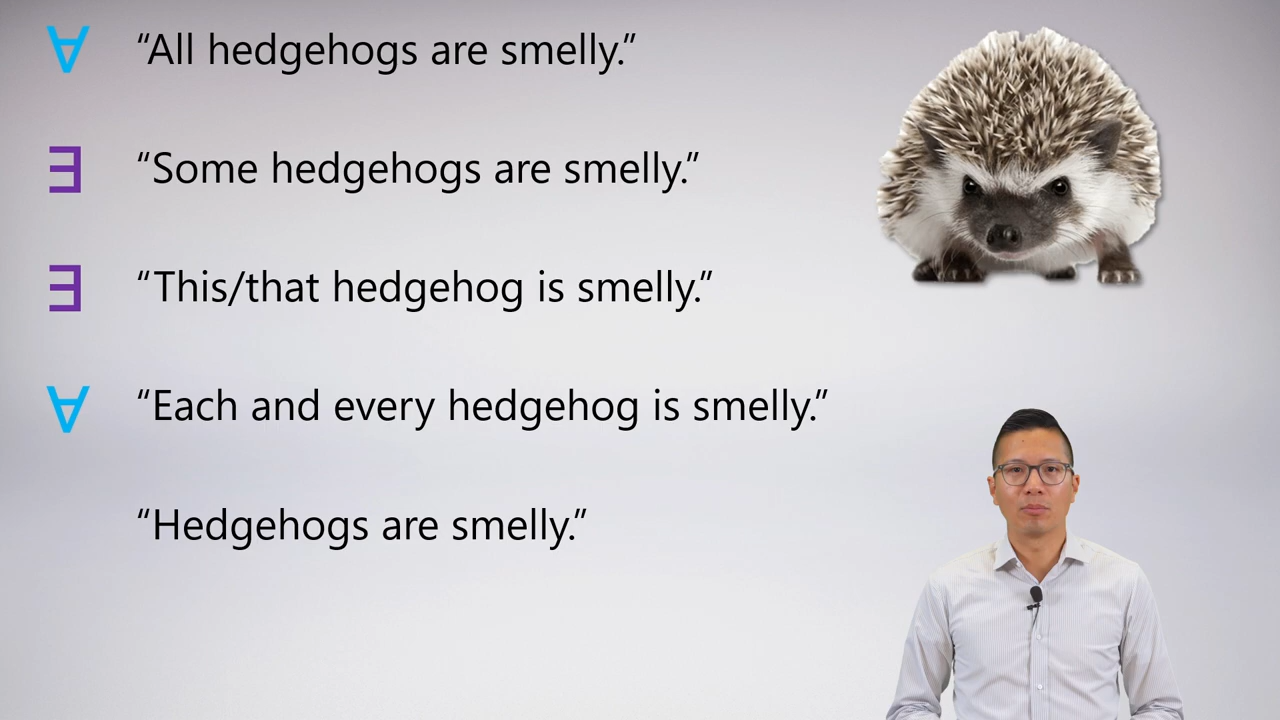 ∀ “All hedgehogs are smelly.”
∃ “Some hedgehogs are smelly.”
∃ “This/that hedgehog is smelly.”
∀ “Each and every hedgehog is smelly.”
“Hedgehogs are smelly.”